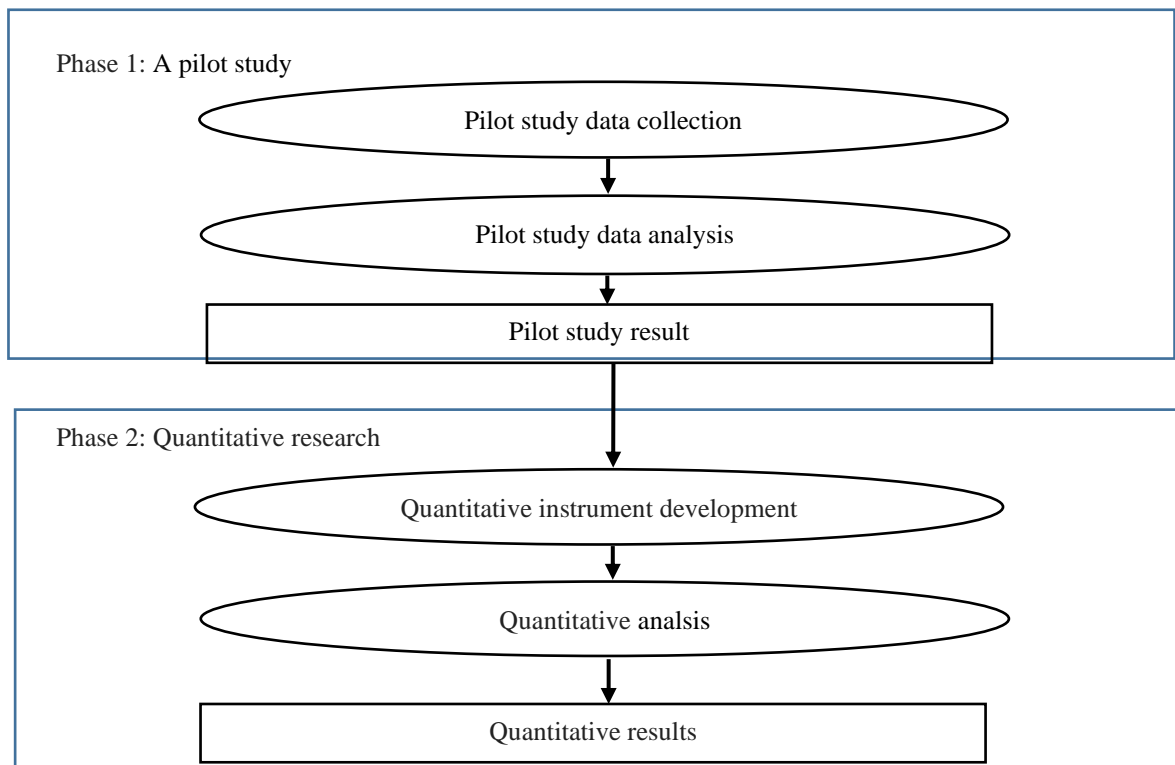 Phase 1: A pilot study
Pilot study data collection
Pilot study data analysis
Pilot study result
Phase 2: Quantitative research
Quantitative instrument development
Quantitative analsis
Quantitative results